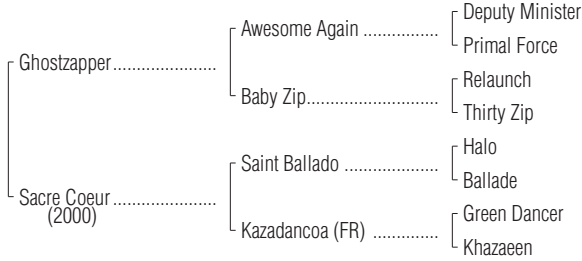 Deputy Minister
Awesome Again ................
Primal Force
Ghostzapper......................
Relaunch
Baby Zip............................
Thirty Zip
Halo
Saint Ballado ....................
Ballade
Sacre Coeur ......................
(2000)
Green Dancer
Kazadancoa (FR) ..............
Khazaeen